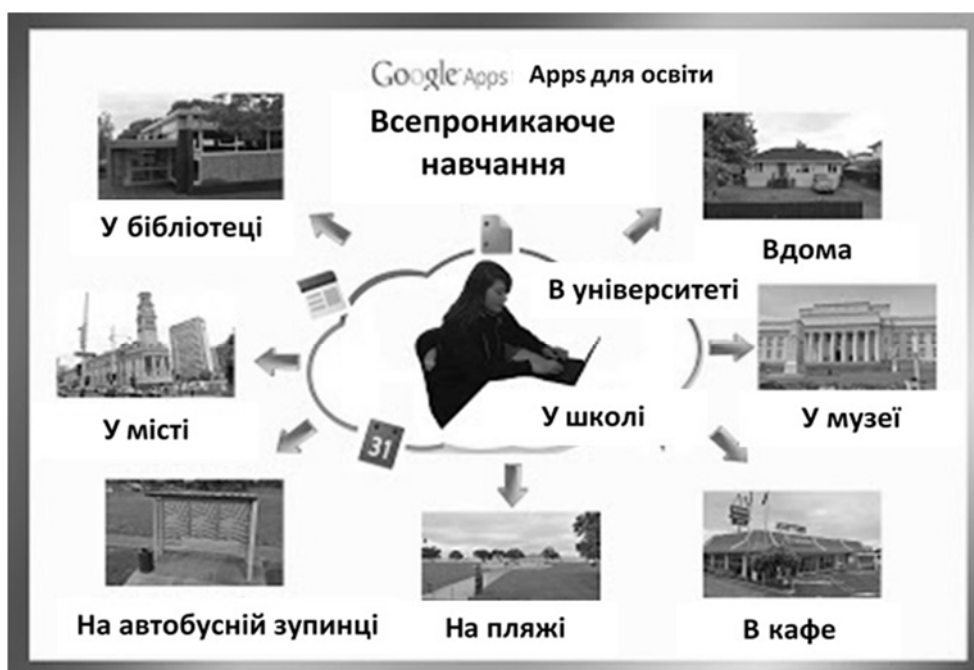 Google Apps Apps для освіти
Всепроникаюче
навчання
У бібліотеці
Вдома
В університеті
У місті
У школі
У музеї
31
На автобусній зупинці
На пляжі
В кафе